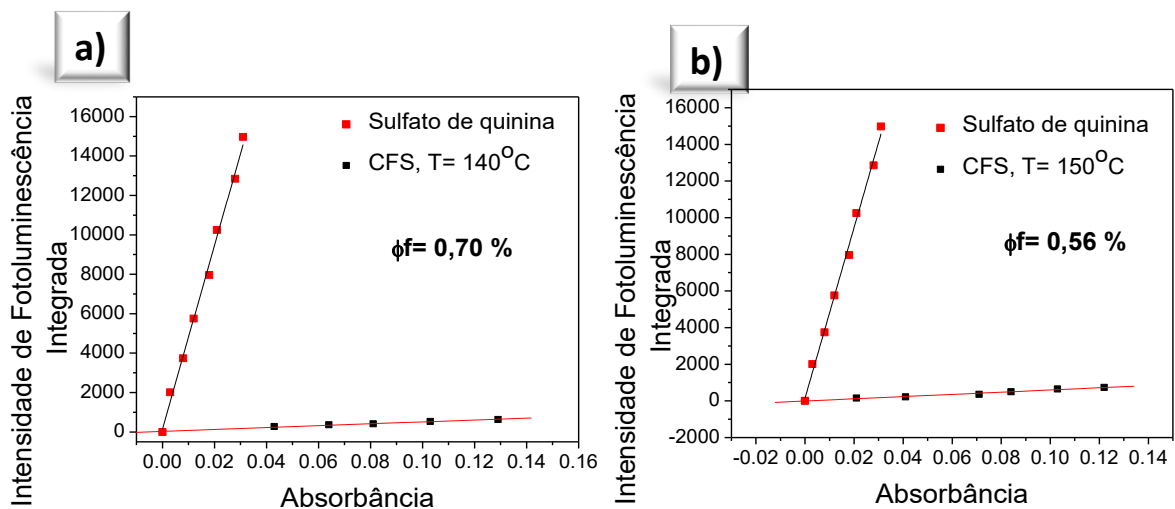 a)
Intensidade de Fotoluminescência
Integrada
16000
14000
12000
10000
8000
6000
4000
2000
0
Sulfato de quinina
CFS, T= 140°C
ϕf= 0,70 %
0.00 0.02 0.04 0.06 0.08 0.10 0.12 0.14 0.16
Absorbância
b)
Intensidade de Fotoluminescência
Integrada
16000
14000
12000
10000
8000
6000
4000
2000
0
-2000
Sulfato de quinina
CFS, T= 150°C
ϕf= 0,56 %
-0.02 0.00 0.02 0.04 0.06 0.08 0.10 0.12 0.14
Absorbância